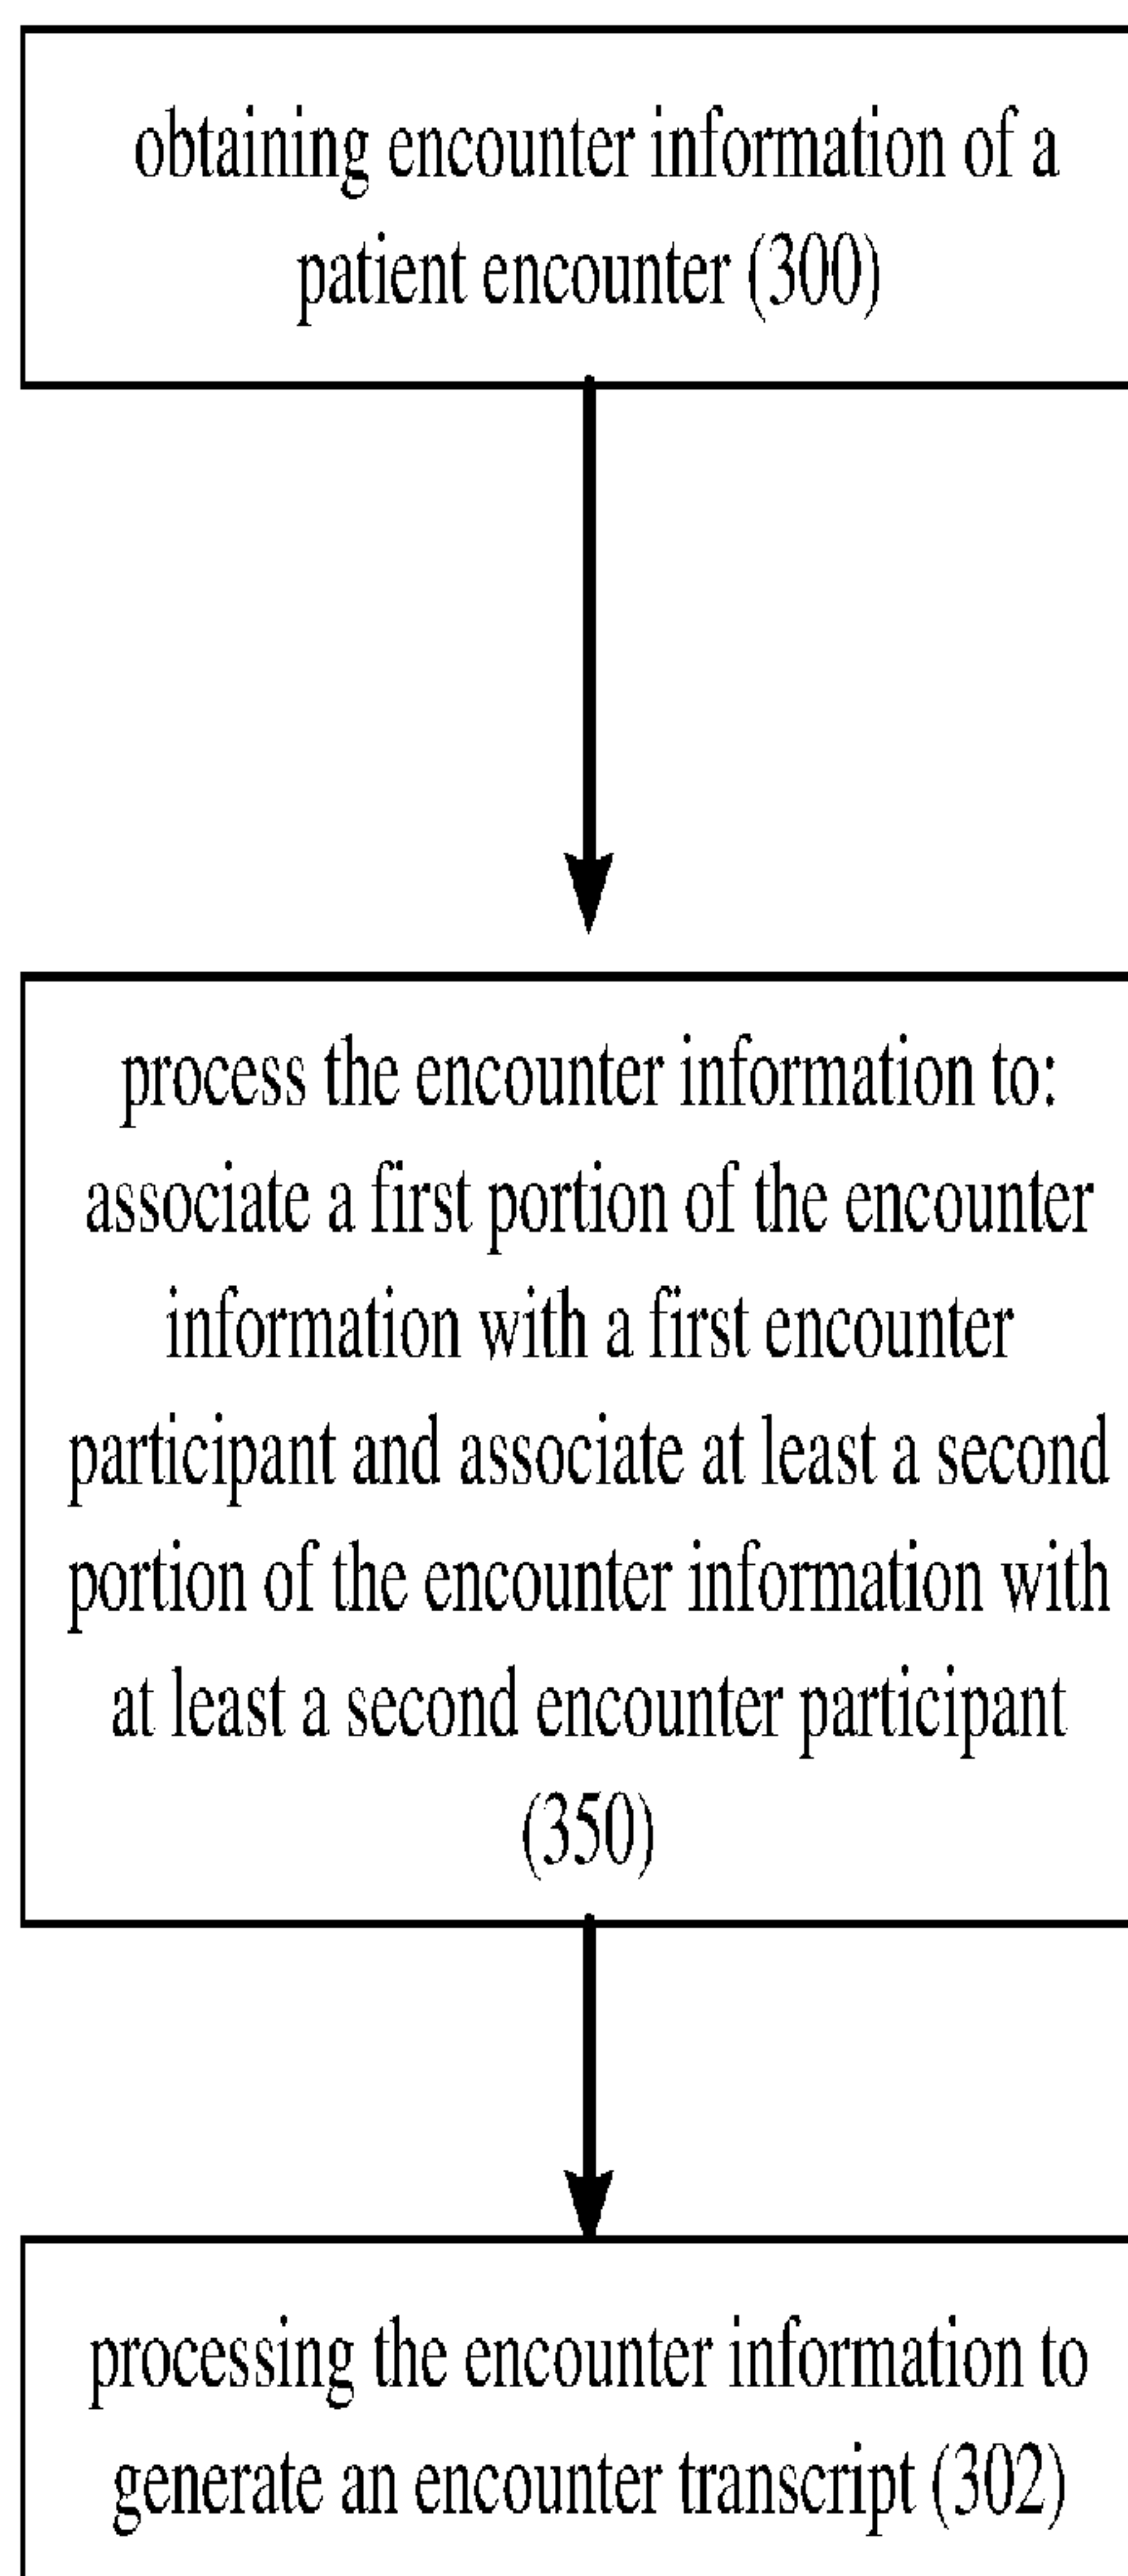 obtaining encounter information of a
patient encounter (300)
process the encounter information to:
associate a first portion of the encounter
information with a first encounter
participant and associate at least a second
portion of the encounter information with
at least a second encounter participant
(350)
processing the encounter information to
generate an encounter transcript (302)